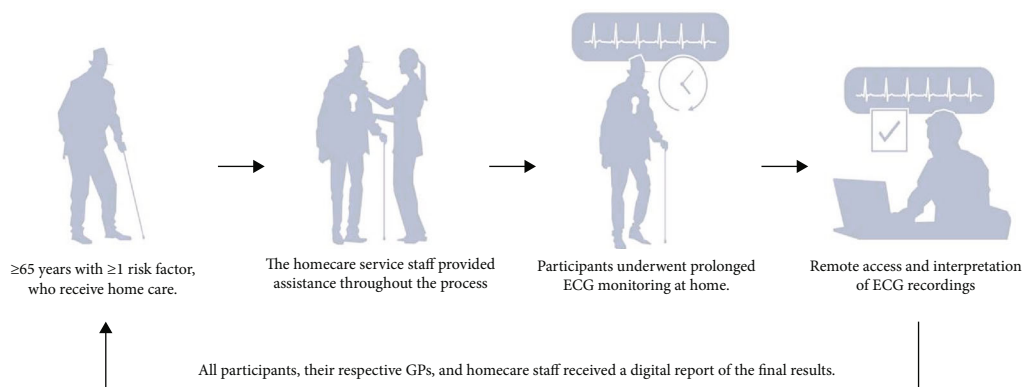 ≥65 years with ≥1 risk factor,
who receive home care.
The homecare service staff provided
assistance throughout the process
Participants underwent prolonged
ECG monitoring at home.
Remote access and interpretation
of ECG recordings
All participants, their respective GPs, and homecare staff received a digital report of the final results.